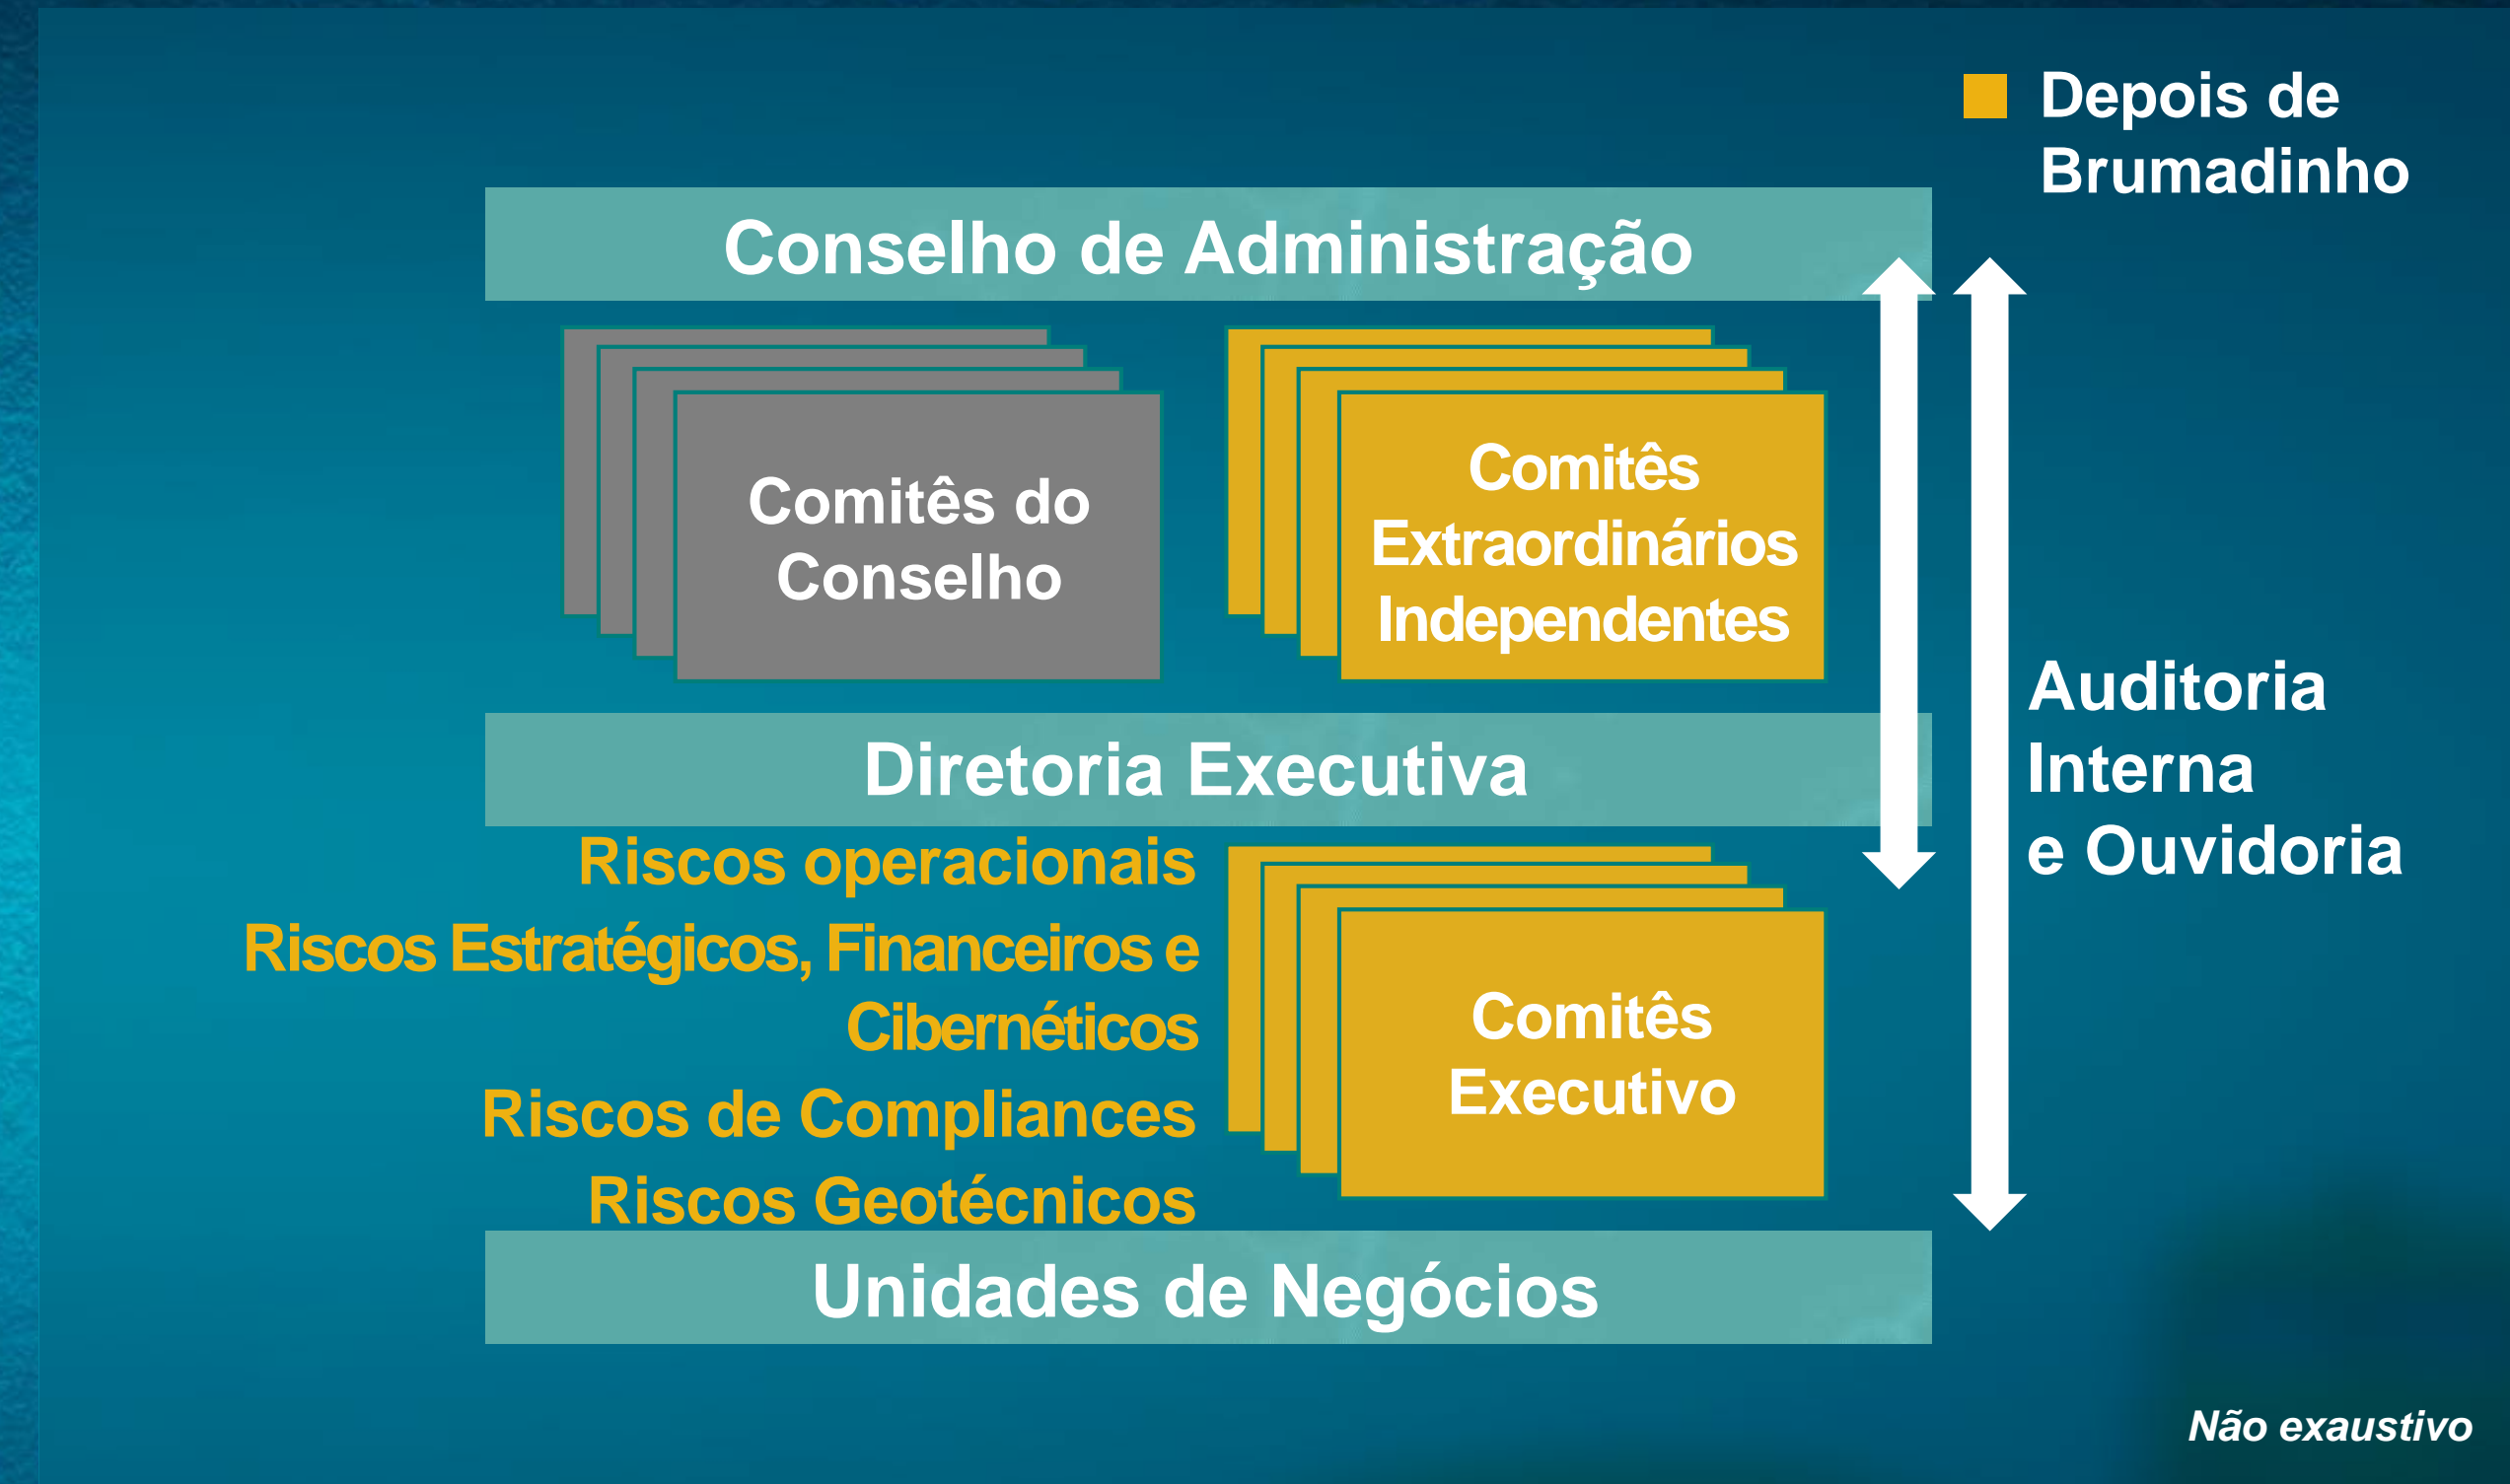 Depois de
Brumadinho
Conselho de Administração
Comitês do
Conselho
Comitês
Extraordinários
Independentes
Auditoria
Interna
e Ouvidoria
Diretoria Executiva
Riscos operacionais
Riscos Estratégicos, Financeiros e
Cibernéticos
Riscos de Compliances
Riscos Geotécnicos
Comitês
Executivo
Unidades de Negócios
Não exaustivo